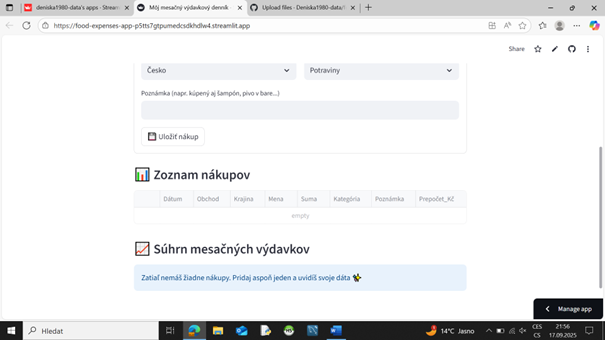 deniska1980-data's apps · Stream
Môj mesačný výdavkový denník
Upload files · Deniska1980-data/
https://food-expenses-app-p5tts7gtpumedcsdkhdlw4.streamlit.app
Share
Česko
Potraviny
Poznámka (napr. kúpený aj šampón, pivo v bare...)
Uložiť nákup
Zoznam nákupov
Dátum Obchod Krajina Mena Suma Kategória Poznámka Prepočet_Kč
empty
Súhrn mesačných výdavkov
Zatiaľ nemáš žiadne nákupy. Pridaj aspoň jeden a uvidíš svoje dáta
Manage app
Hledat
14°C Jasno
CES
CS
21:56
17.09.2025